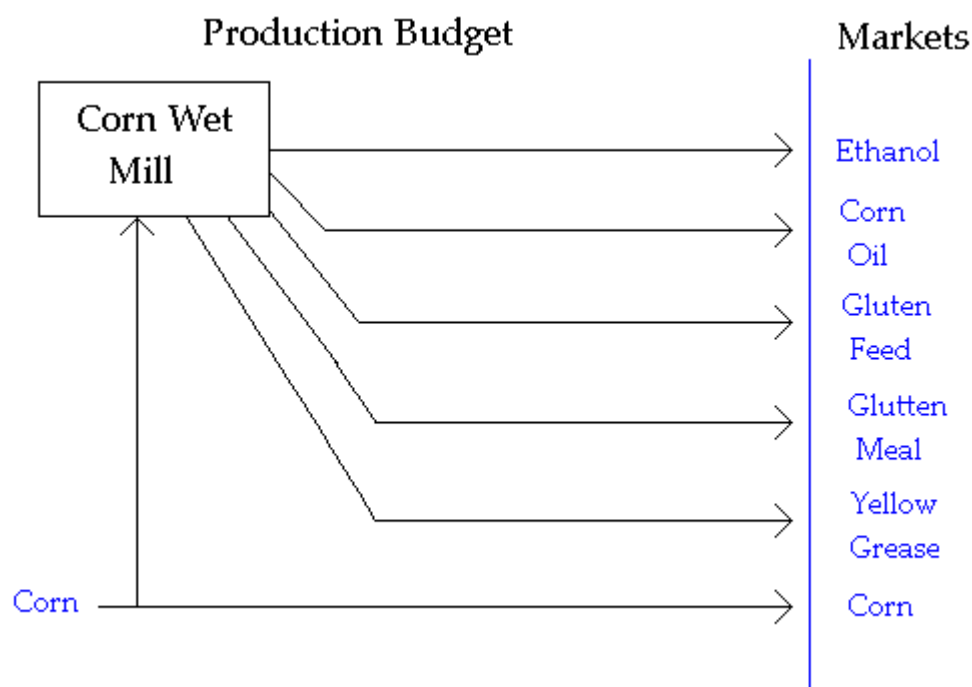 Production Budget
Markets
Corn Wet
Mill
Ethanol
Corn
Oil
Gluten
Feed
Glutten
Meal
Yellow
Grease
Corn
Corn